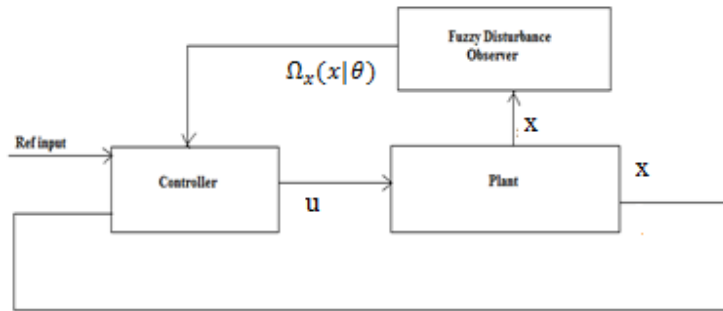 Fuzzy Disturbance
Observer
Ωₓ(x|θ)
x
Ref input
Controller
u
Plant
x